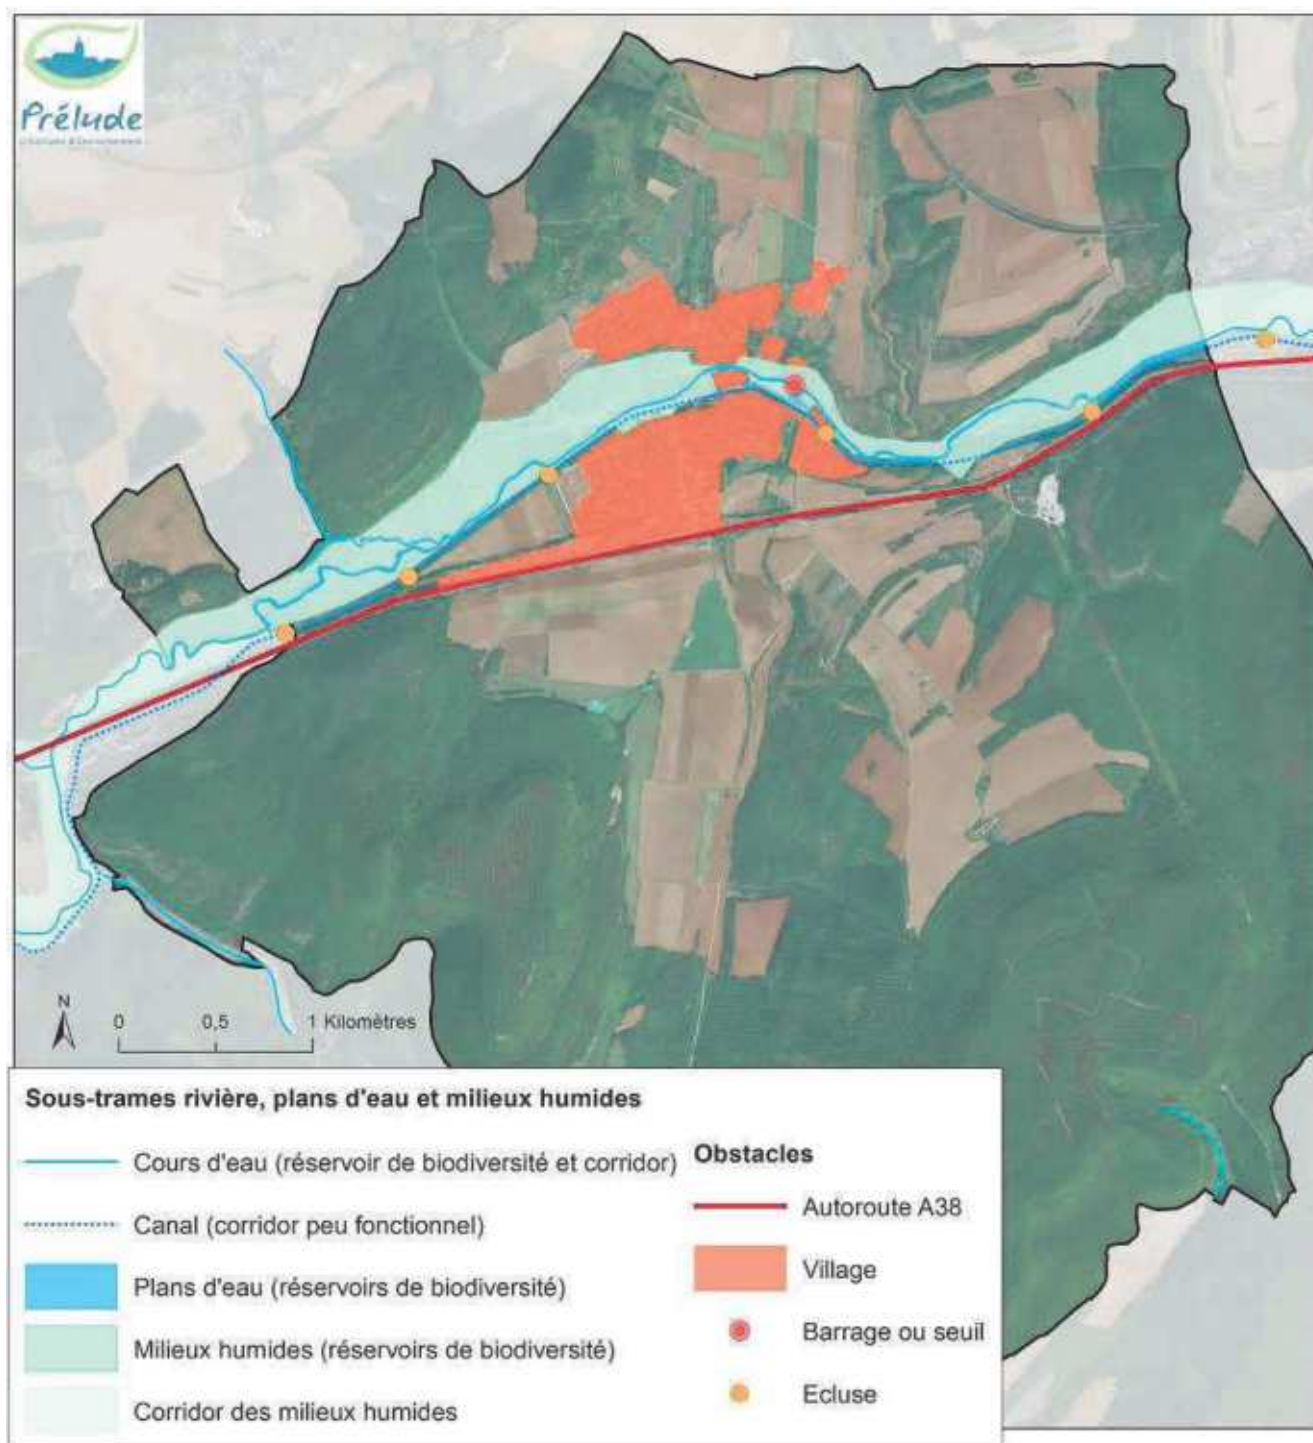 Prélude
N
0 0,5 1 Kilomètres
Sous-trames rivière, plans d'eau et milieux humides
Cours d'eau (réservoir de biodiversité et corridor)
Canal (corridor peu fonctionnel)
Plans d'eau (réservoirs de biodiversité)
Milieux humides (réservoirs de biodiversité)
Corridor des milieux humides
Obstacles
Autoroute A38
Village
Barrage ou seuil
Ecluse